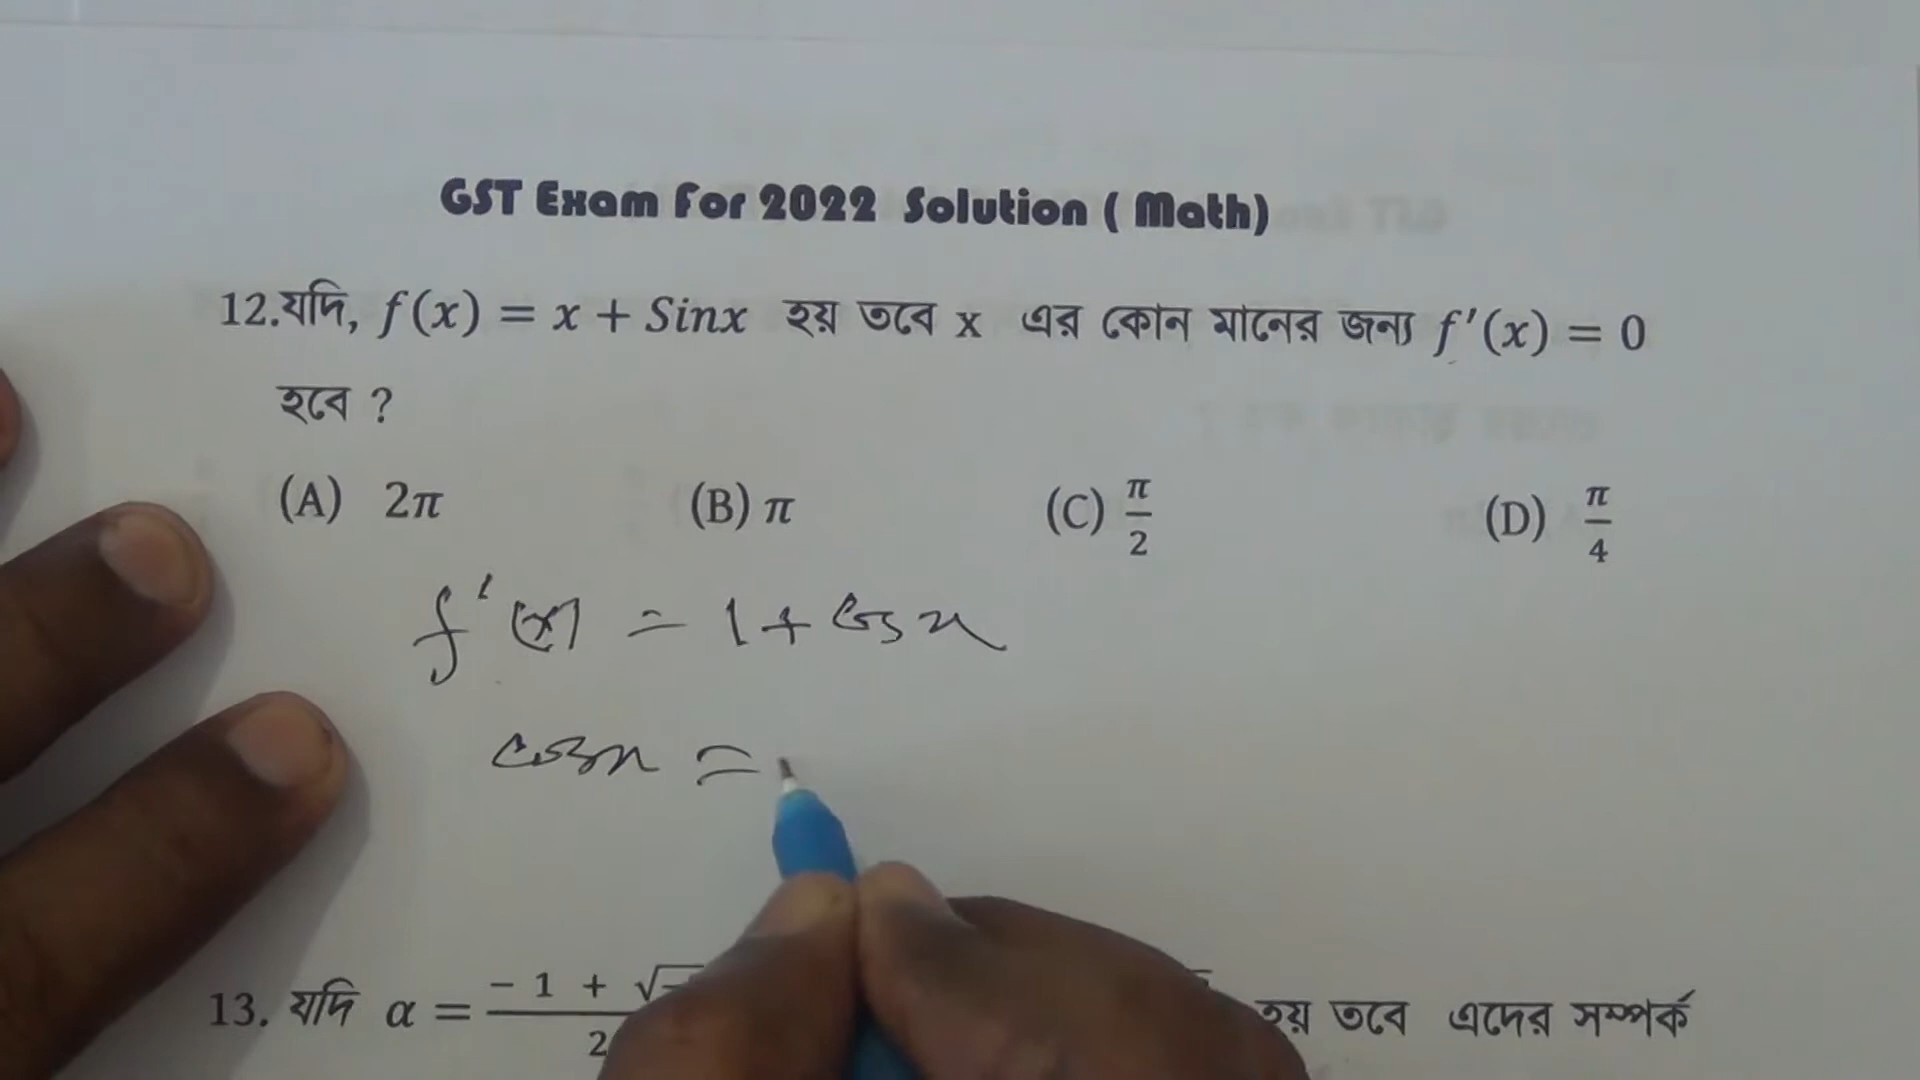 GST Exam For 2022 Solution ( Math)
12.যদি, f(x) = x + Sinx হয় তবে x এর কোন মানের জন্য f′(x) = 0
হবে ?
(A) 2π (B) π (C) π/2 (D) π/4
f′(x) = 1 + cosx
cosx =
13. যদি α = (- 1 + √-)/2 হয় তবে এদের সম্পর্ক